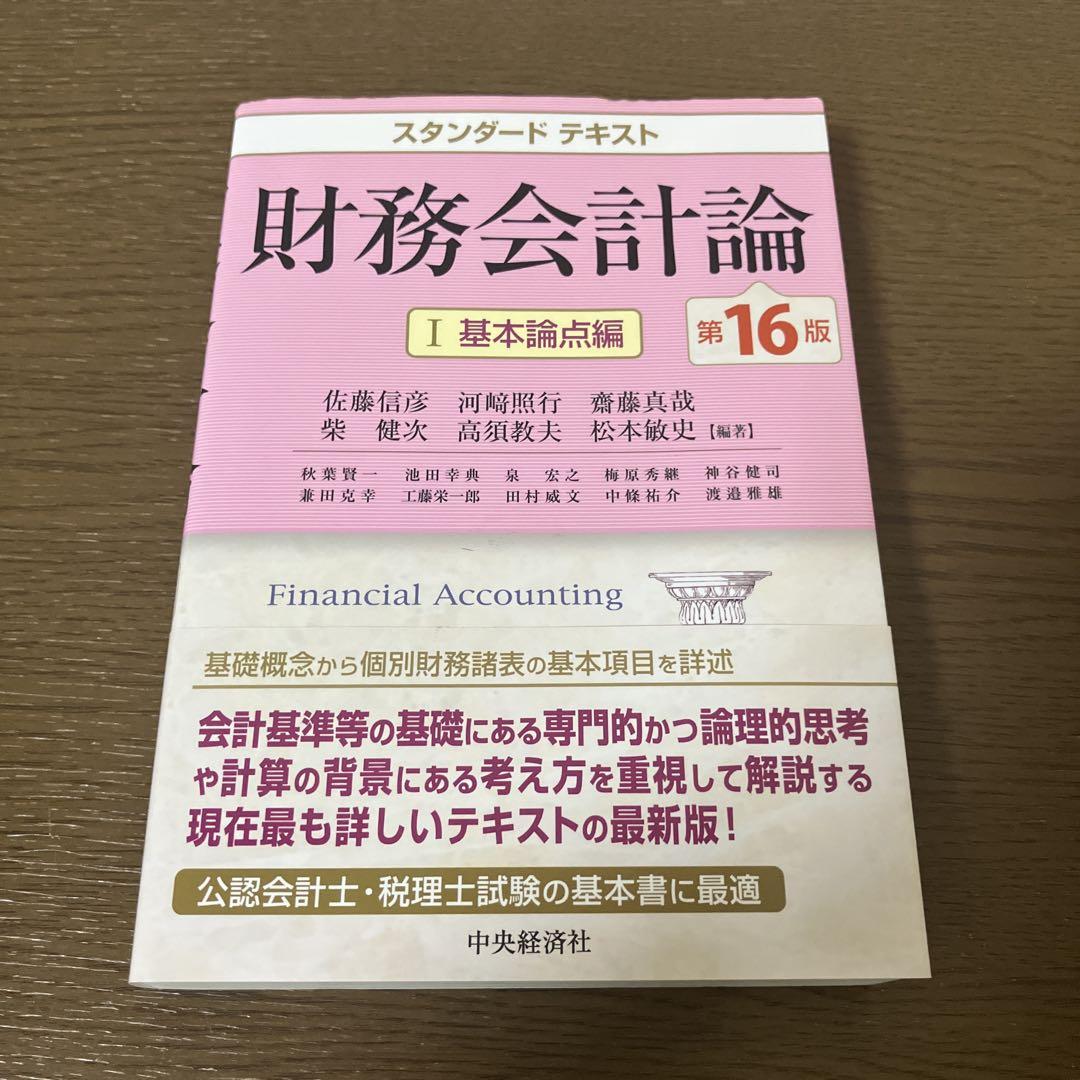 スタンダード テキスト
財務会計論
I 基本論点編
第16版
佐藤信彦 河﨑照行 齋藤真哉
柴 健次 高須教夫 松本敏史【編著】
秋葉賢一 池田幸典 泉 宏之 梅原秀継 神谷健司
兼田克幸 工藤栄一郎 田村威文 中條祐介 渡邉雅雄
Financial Accounting
基礎概念から個別財務諸表の基本項目を詳述
会計基準等の基礎にある専門的かつ論理的思考
や計算の背景にある考え方を重視して解説する
現在最も詳しいテキストの最新版！
公認会計士・税理士試験の基本書に最適
中央経済社